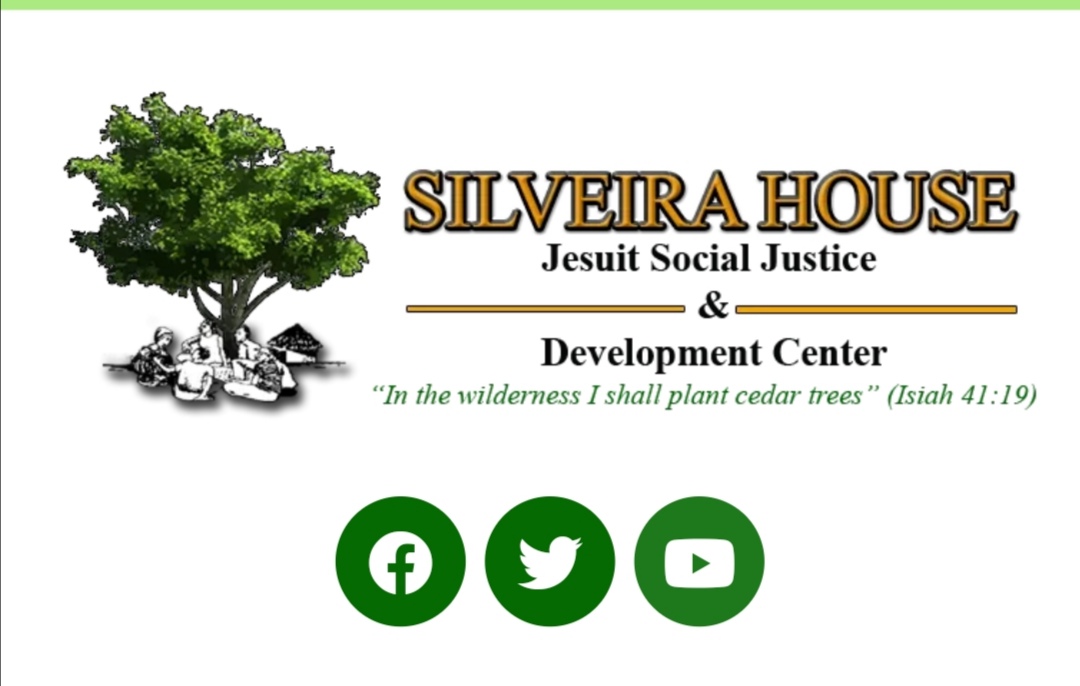 SILVEIRA HOUSE
Jesuit Social Justice
&
Development Center
“In the wilderness I shall plant cedar trees” (Isiah 41:19)